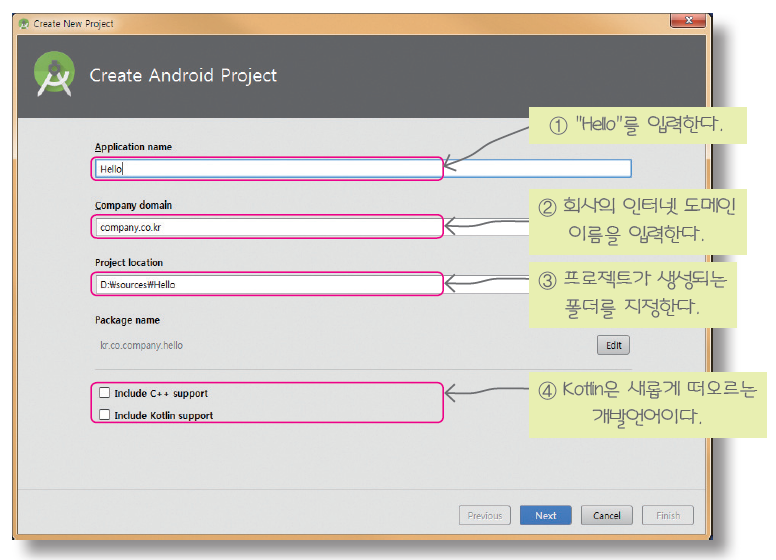 Create New Project
Create Android Project
① "Hello"를 입력한다.
Application name
Hello
Company domain
② 회사의 인터넷 도메인
이름을 입력한다.
company.co.kr
Project location
③ 프로젝트가 생성되는
폴더를 지정한다.
D:₩sources₩Hello
Package name
kr.co.company.hello
Edit
④ Kotlin은 새롭게 떠오르는
개발언어이다.
Include C++ support
Include Kotlin support
Previous
Next
Cancel
Finish